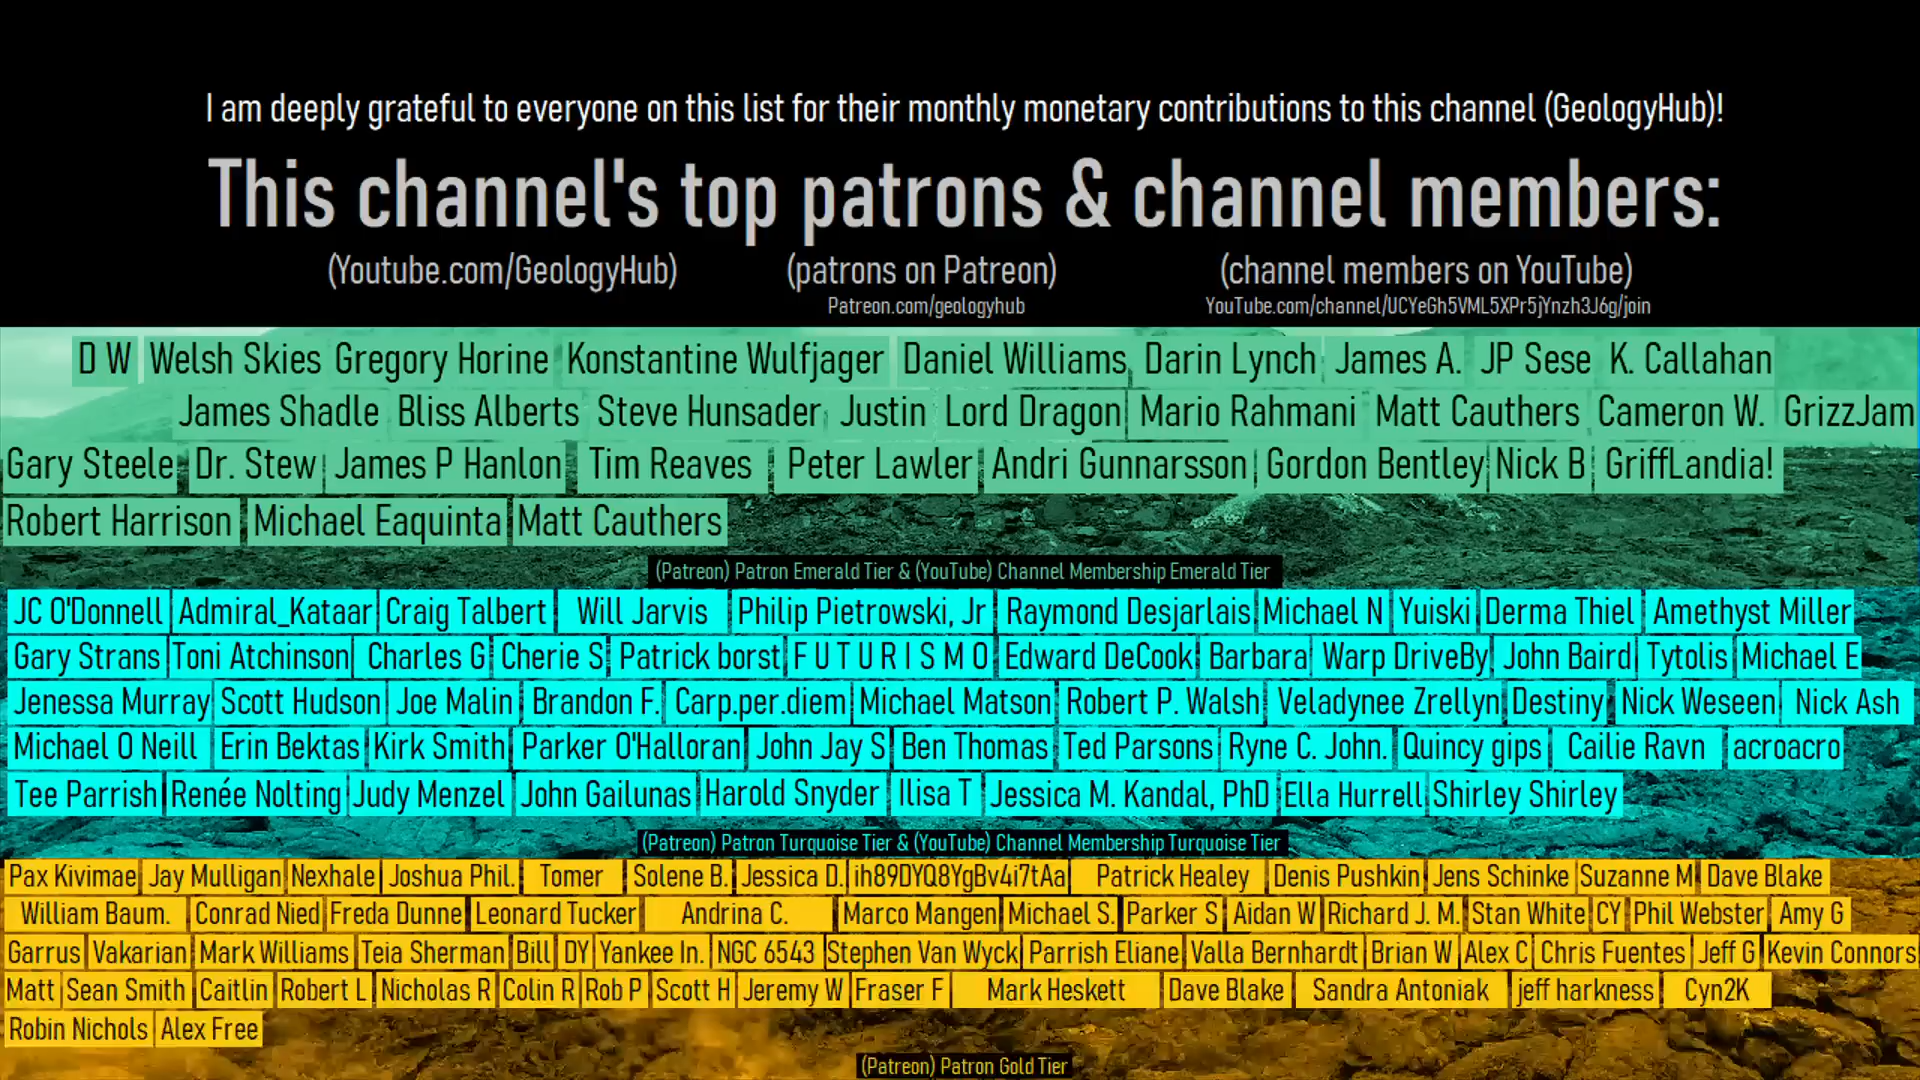 I am deeply grateful to everyone on this list for their monthly monetary contributions to this channel (GeologyHub)!
This channel's top patrons & channel members:
(Youtube.com/GeologyHub) (patrons on Patreon) (channel members on YouTube)
Patreon.com/geologyhub YouTube.com/channel/UCYeGh5VML5XPr5jYnzh3J6g/join
D W Welsh Skies Gregory Horine Konstantine Wulfjager Daniel Williams Darin Lynch James A. JP Sese K. Callahan
James Shadle Bliss Alberts Steve Hunsader Justin Lord Dragon Mario Rahmani Matt Cauthers Cameron W. GrizzJam
Gary Steele Dr. Stew James P Hanlon Tim Reaves Peter Lawler Andri Gunnarsson Gordon Bentley Nick B GriffLandia!
Robert Harrison Michael Eaquinta Matt Cauthers
(Patreon) Patron Emerald Tier & (YouTube) Channel Membership Emerald Tier
JC O'Donnell Admiral_Kataar Craig Talbert Will Jarvis Philip Pietrowski, Jr Raymond Desjarlais Michael N Yuiski Derma Thiel Amethyst Miller
Gary Strans Toni Atchinson Charles G Cherie S Patrick borst F U T U R I S M O Edward DeCook Barbara Warp DriveBy John Baird Tytolis Michael E
Jenessa Murray Scott Hudson Joe Malin Brandon F. Carp.per.diem Michael Matson Robert P. Walsh Veladynee Zrellyn Destiny Nick Weseen Nick Ash
Michael O Neill Erin Bektas Kirk Smith Parker O'Halloran John Jay S Ben Thomas Ted Parsons Ryne C. John. Quincy gips Cailie Ravn acroacro
Tee Parrish Renée Nolting Judy Menzel John Gailunas Harold Snyder Ilisa T Jessica M. Kandal, PhD Ella Hurrell Shirley Shirley
(Patreon) Patron Turquoise Tier & (YouTube) Channel Membership Turquoise Tier
Pax Kivimae Jay Mulligan Nexhale Joshua Phil. Tomer Solene B. Jessica D. ih89DYQ8YgBv4i7tAa Patrick Healey Denis Pushkin Jens Schinke Suzanne M Dave Blake
William Baum. Conrad Nied Freda Dunne Leonard Tucker Andrina C. Marco Mangen Michael S. Parker S Aidan W Richard J. M. Stan White CY Phil Webster Amy G
Garrus Vakarian Mark Williams Teia Sherman Bill DY Yankee In. NGC 6543 Stephen Van Wyck Parrish Eliane Valla Bernhardt Brian W Alex C Chris Fuentes Jeff G Kevin Connors
Matt Sean Smith Caitlin Robert L Nicholas R Colin R Rob P Scott H Jeremy W Fraser F Mark Heskett Dave Blake Sandra Antoniak jeff harkness Cyn2K
Robin Nichols Alex Free
(Patreon) Patron Gold Tier